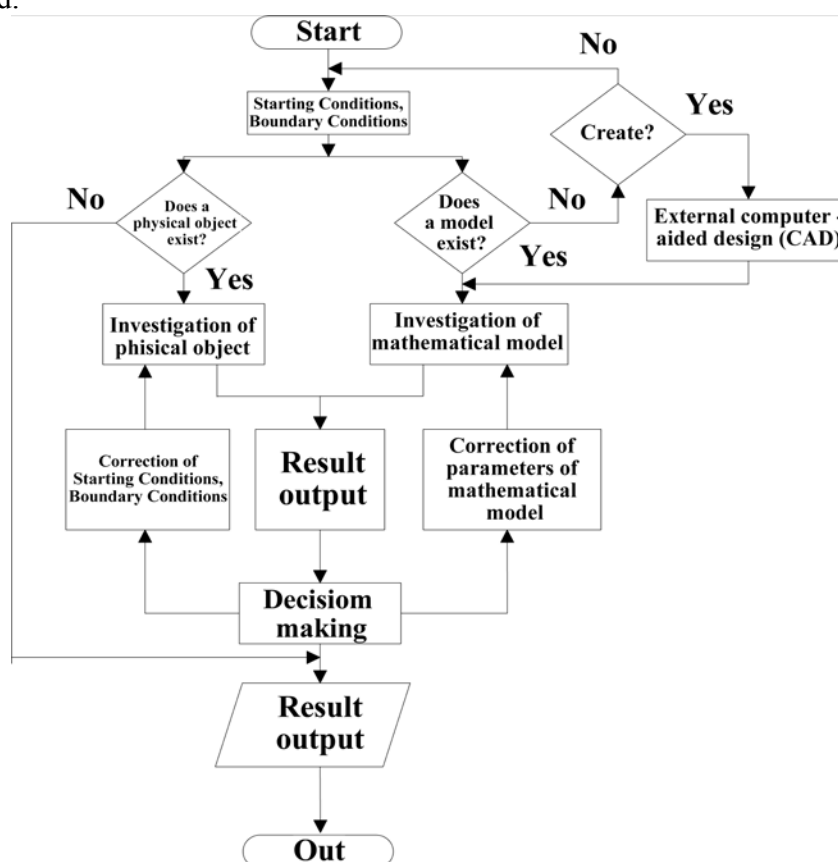 d.
Start
No
Starting Conditions,
Boundary Conditions
Yes
Create?
No
Does a
physical object
exist?
Does
a model
exist?
No
External computer -
aided design (CAD)
Yes
Yes
Investigation of
phisical object
Investigation of
mathematical model
Correction of
Starting Conditions,
Boundary Conditions
Result
output
Correction of
parameters of
mathematical
model
Decisiom
making
Result
output
Out